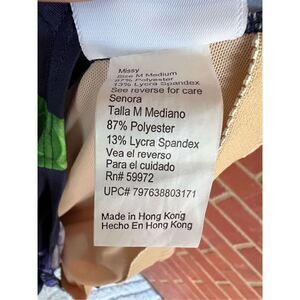 Missy
Size M Medium
87% Polyester
13% Lycra Spandex
See reverse for care
Senora
Talla M Mediano
87% Polyester
13% Lycra Spandex
Vea el reverso
Para el cuidado
Rn# 59972
UPC# 797638803171
Made in Hong Kong
Hecho En Hong Kong